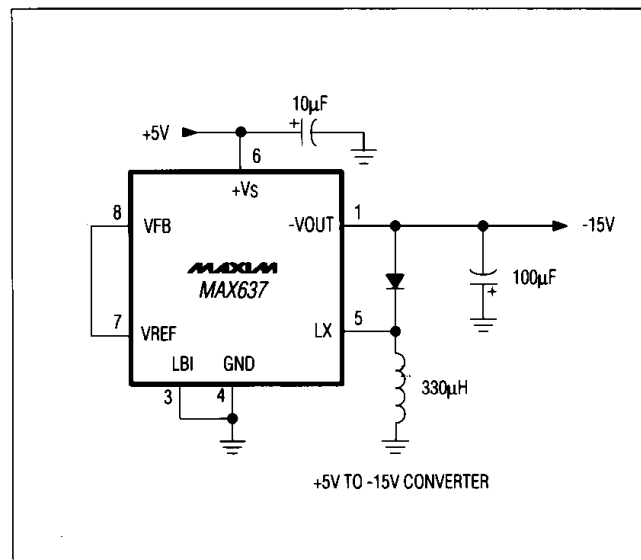 10µF
+5V
6
+VS
8 VFB -VOUT 1 -15V
MAXIM
MAX637
100µF
7 VREF LX 5
LBI GND
3 4
330µH
+5V TO -15V CONVERTER